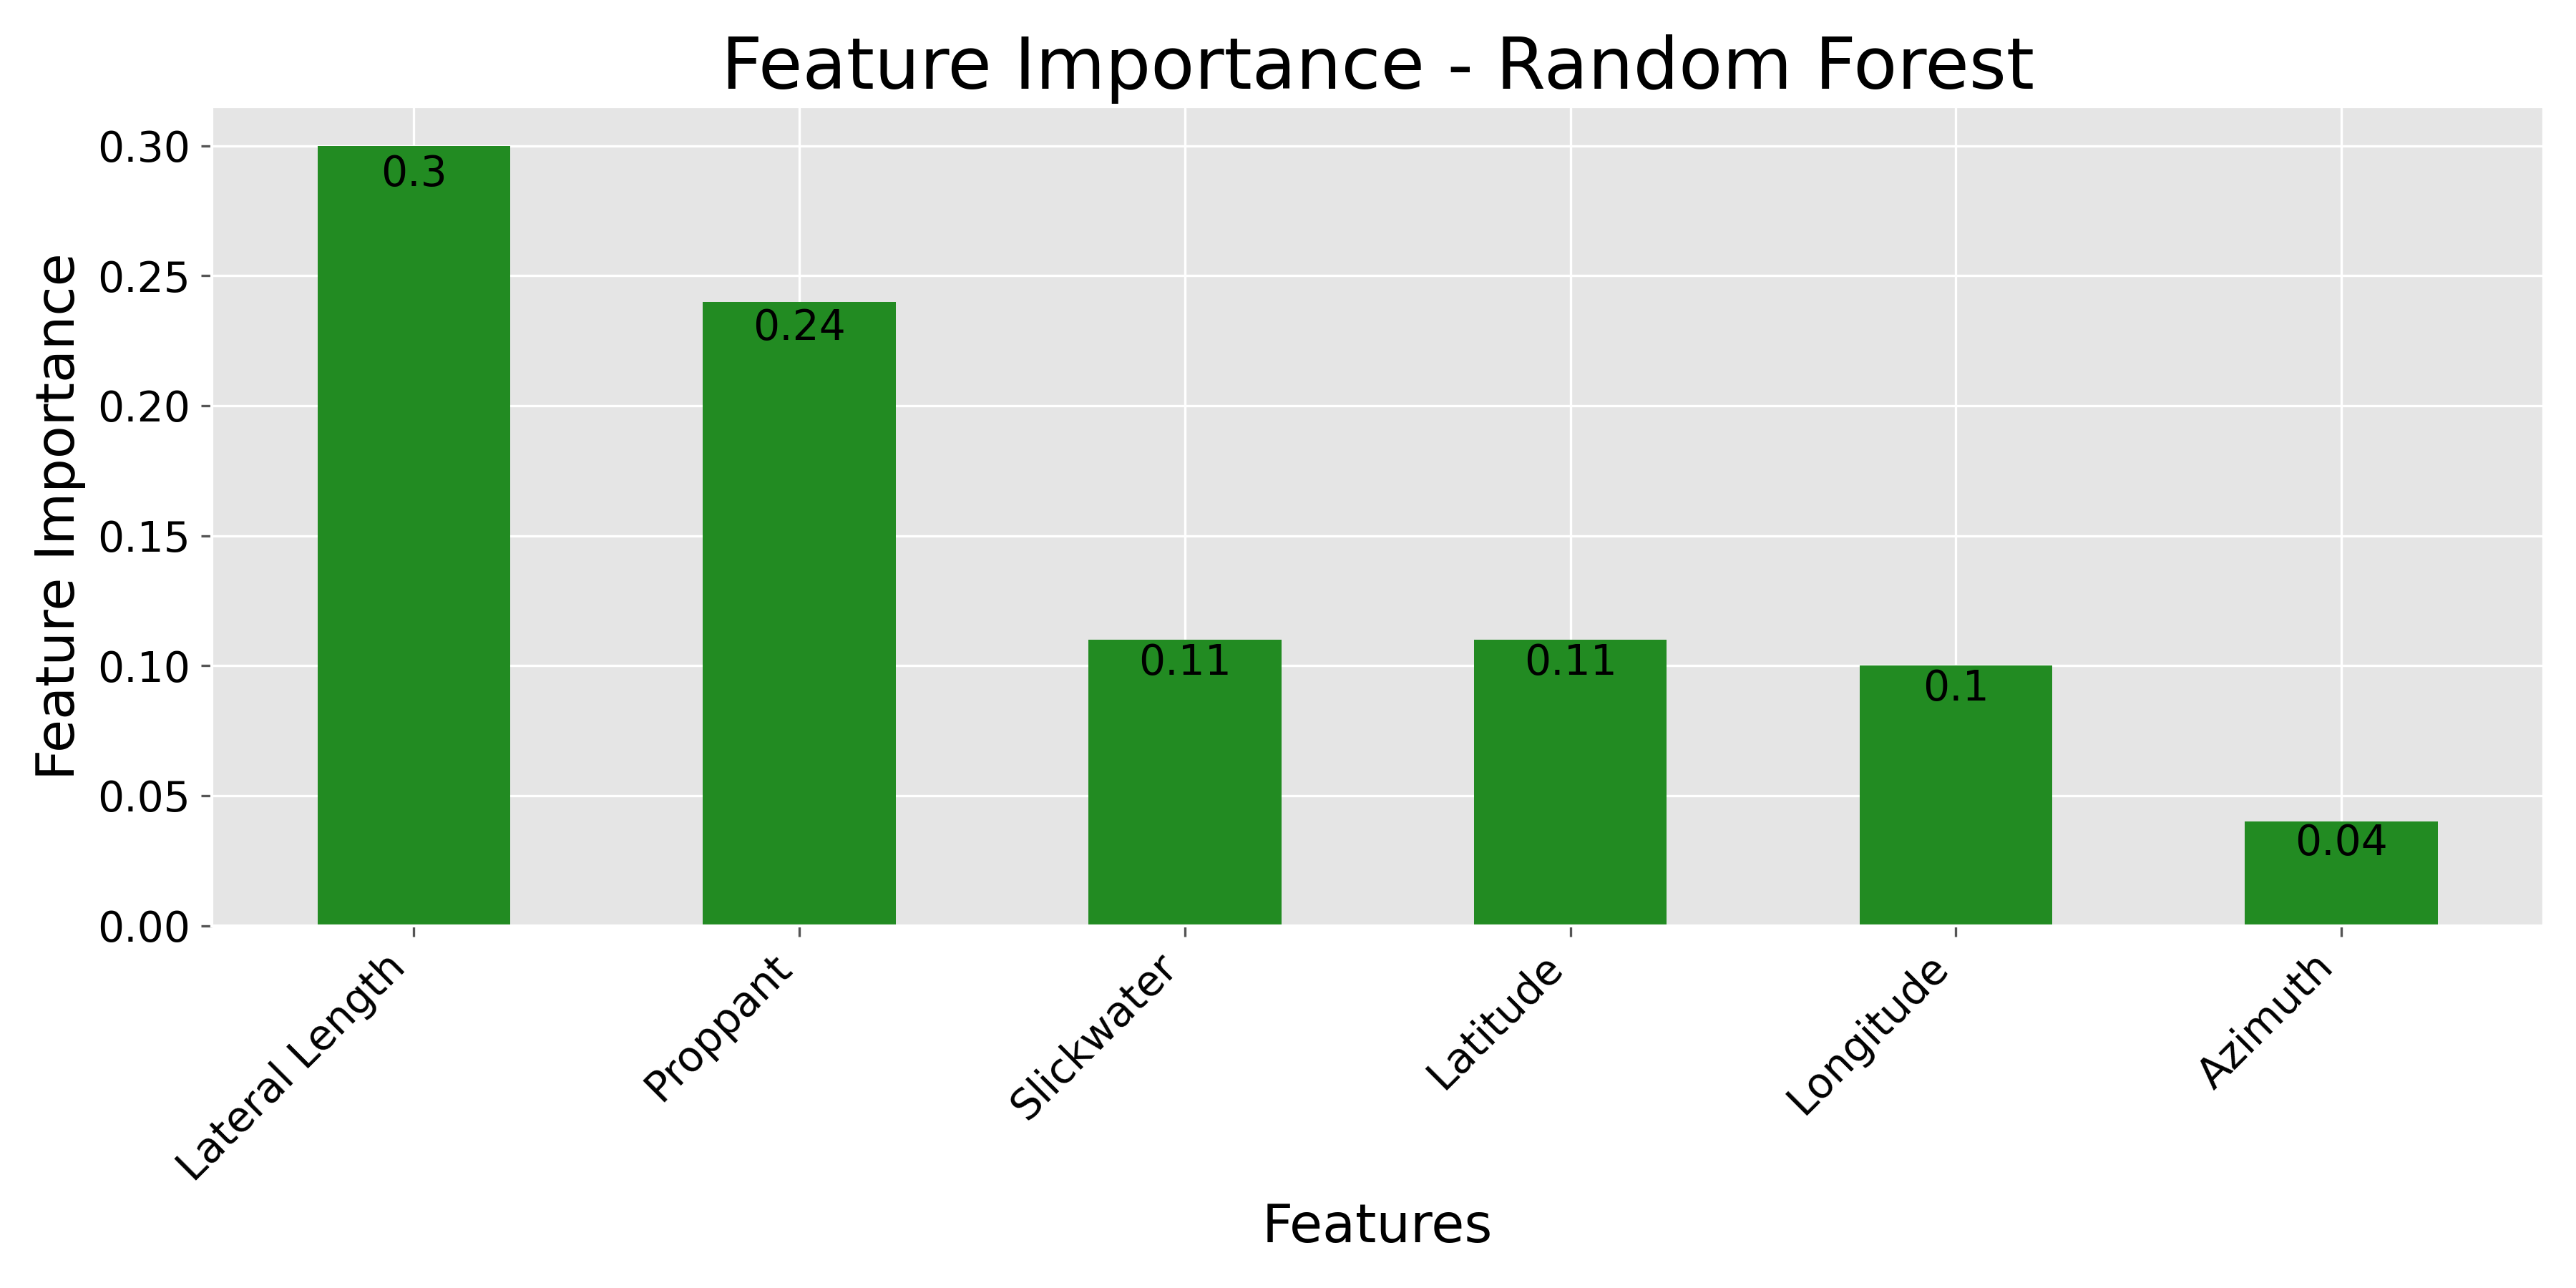 Feature Importance - Random Forest
Feature Importance
0.30
0.25
0.20
0.15
0.10
0.05
0.00
0.3
0.24
0.11
0.11
0.1
0.04
Lateral Length
Proppant
Slickwater
Latitude
Longitude
Azimuth
Features